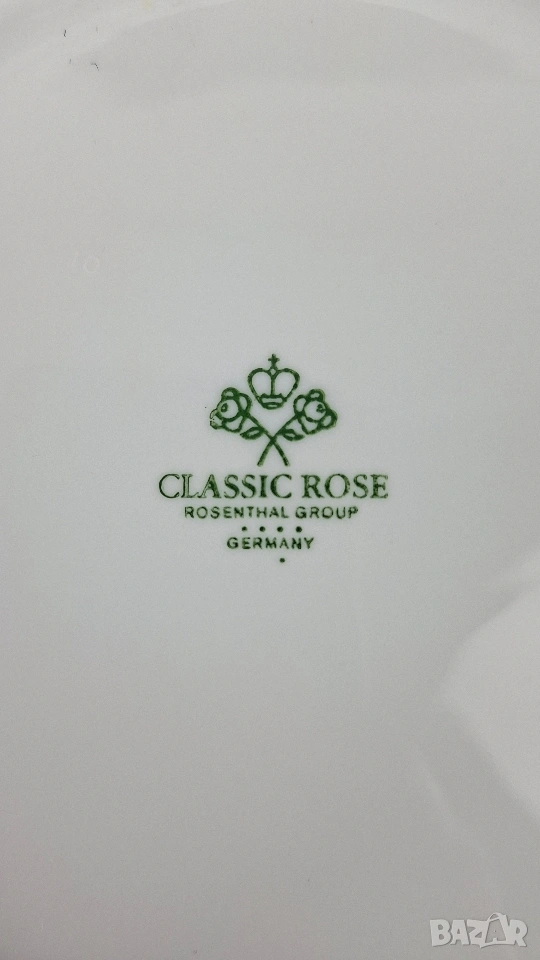 CLASSIC ROSE
ROSENTHAL GROUP
GERMANY
BAZAR